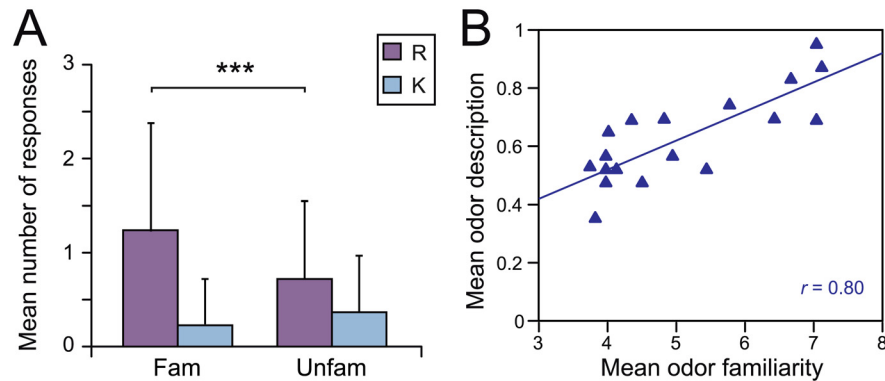 A
Mean number of responses
3
2
1
0
***
R
K
Fam
Unfam
B
Mean odor description
1
0.8
0.6
0.4
0.2
0
r = 0.80
3
4
5
6
7
8
Mean odor familiarity